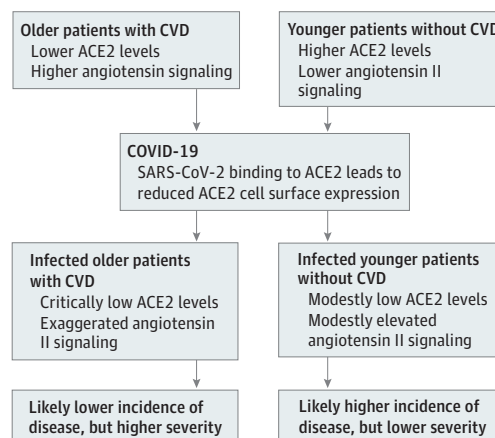 Older patients with CVD
Lower ACE2 levels
Higher angiotensin signaling
Younger patients without CVD
Higher ACE2 levels
Lower angiotensin II
signaling
COVID-19
SARS-CoV-2 binding to ACE2 leads to
reduced ACE2 cell surface expression
Infected older patients
with CVD
Critically low ACE2 levels
Exaggerated angiotensin
II signaling
Infected younger patients
without CVD
Modestly low ACE2 levels
Modestly elevated
angiotensin II signaling
Likely lower incidence of
disease, but higher severity
Likely higher incidence of
disease, but lower severity